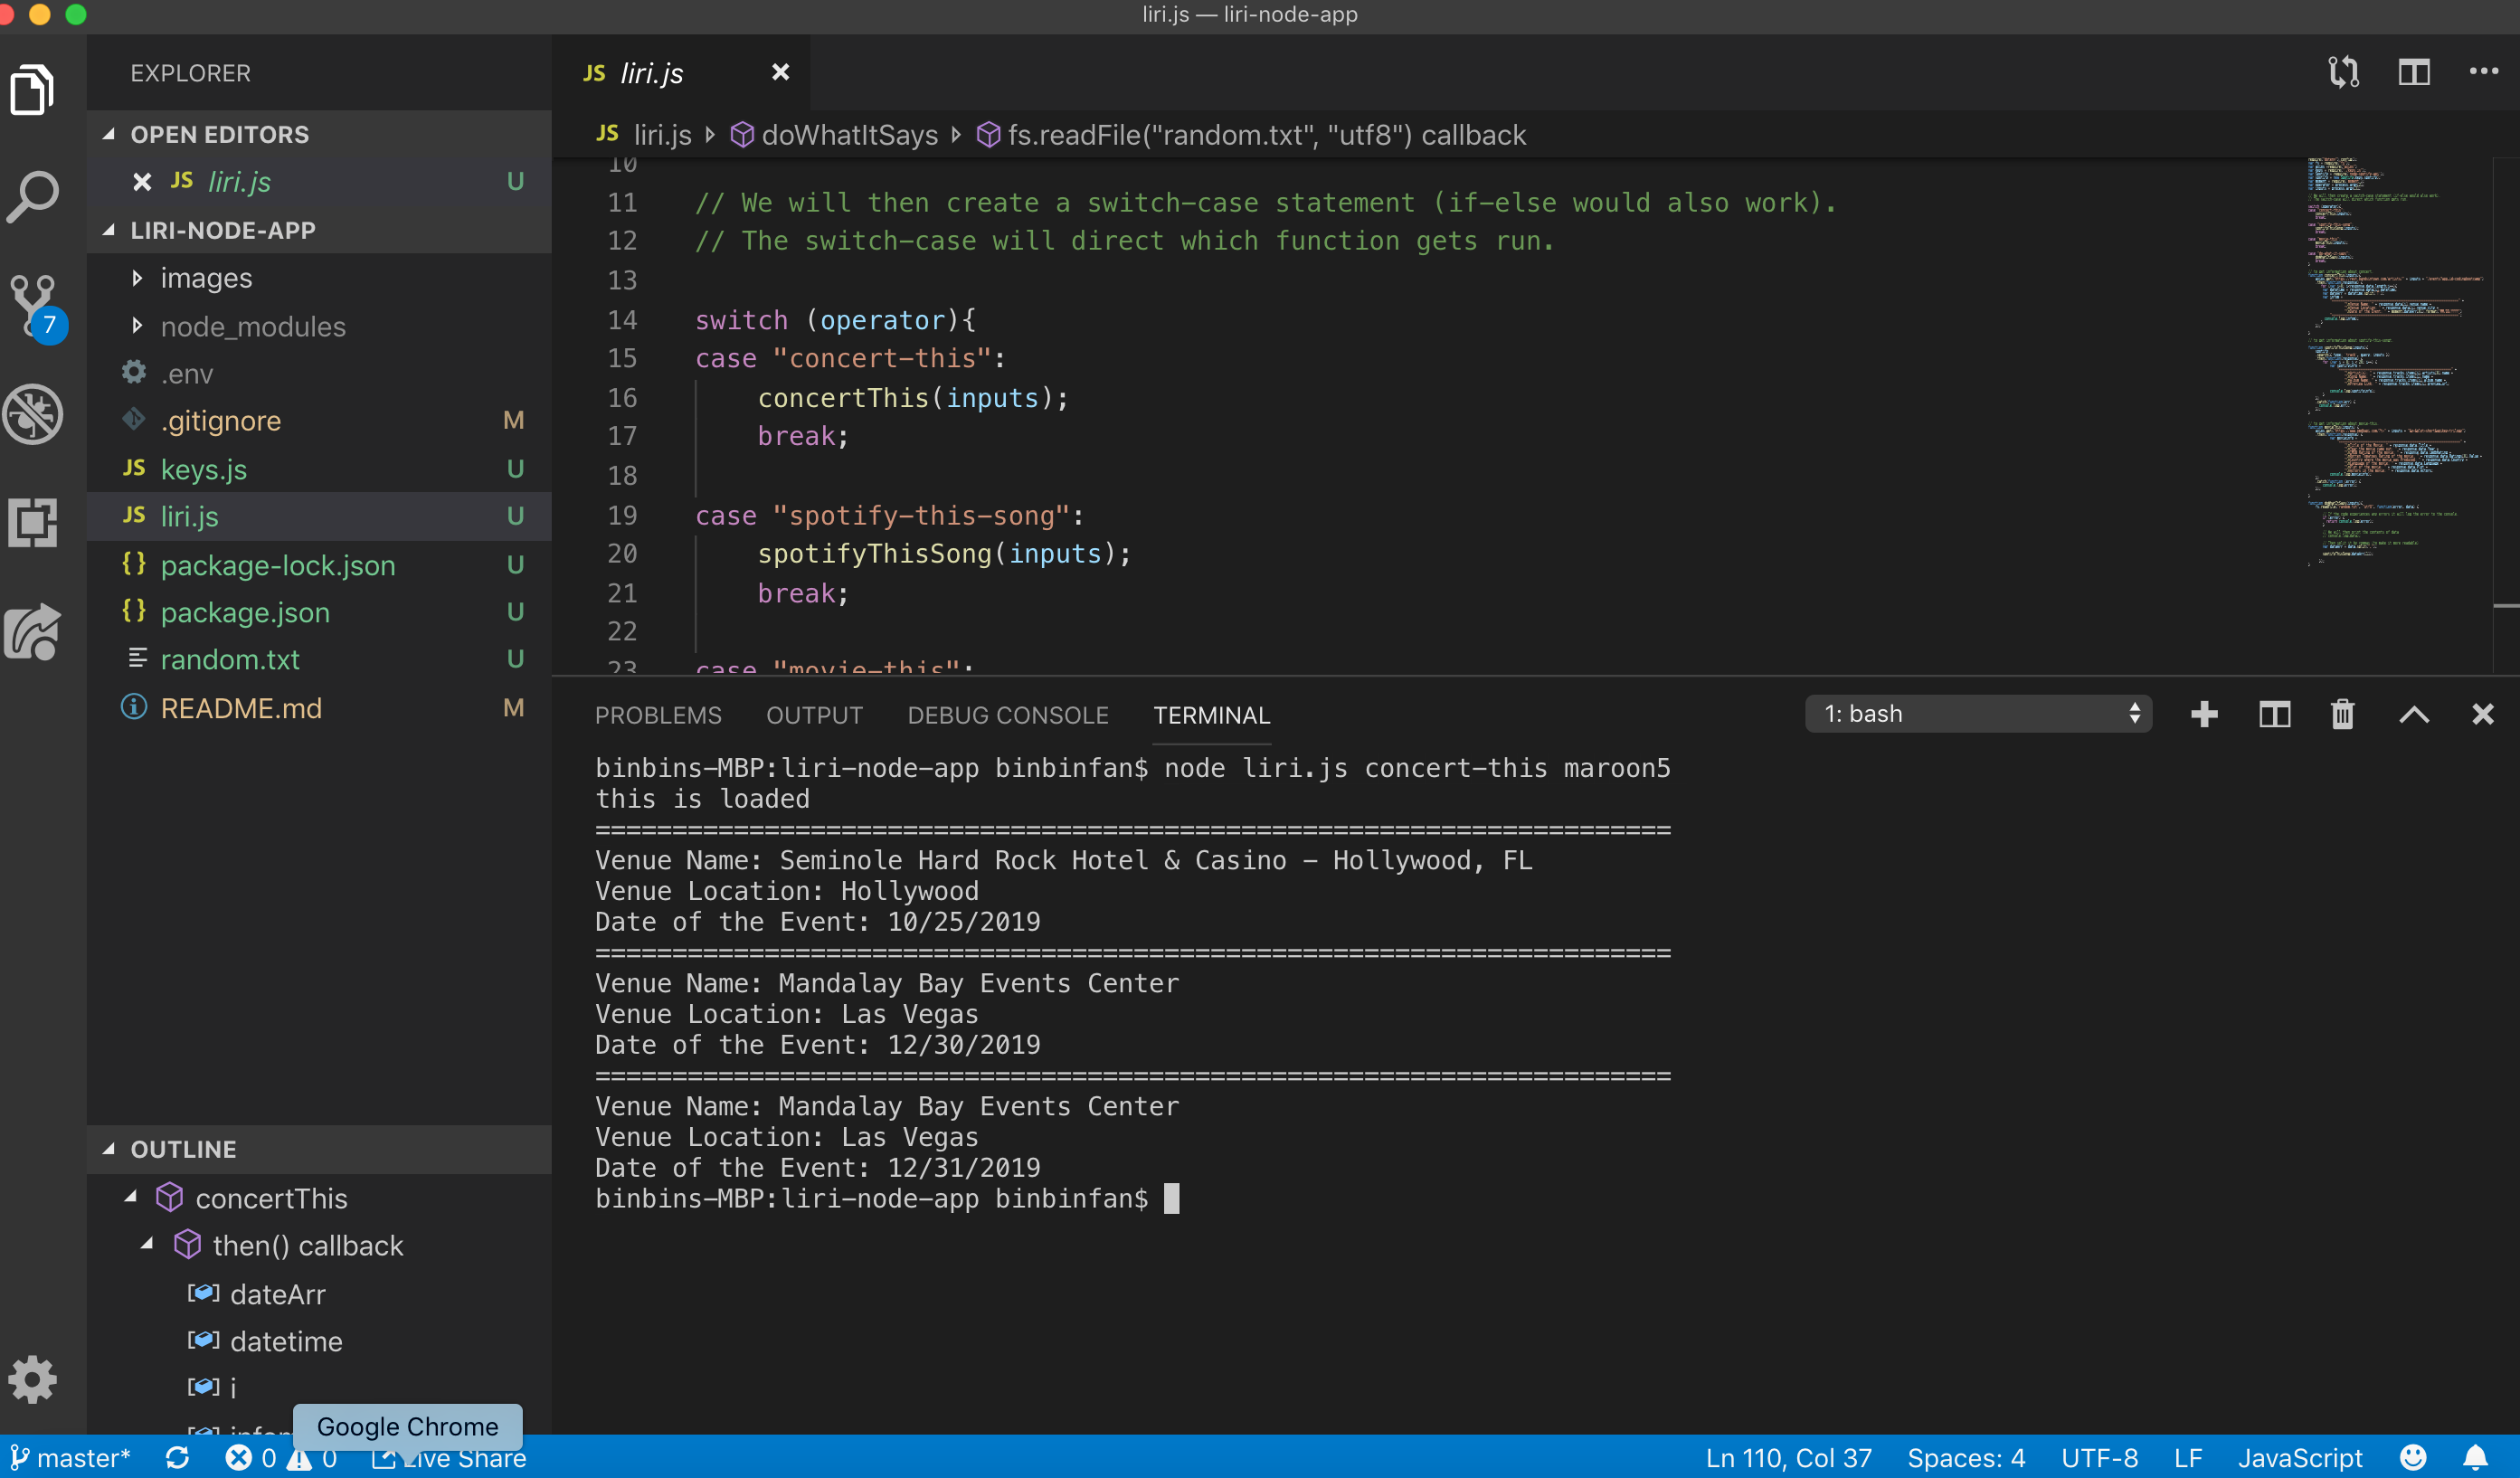 liri.js — liri-node-app
EXPLORER
OPEN EDITORS
JS liri.js U
LIRI-NODE-APP
images
node_modules
.env
.gitignore M
JS keys.js U
JS liri.js U
{} package-lock.json U
{} package.json U
random.txt U
README.md M
7
OUTLINE
concertThis
then() callback
dateArr
datetime
i
JS liri.js
JS liri.js doWhatItSays fs.readFile("random.txt", "utf8") callback
10
11 // We will then create a switch-case statement (if-else would also work).
12 // The switch-case will direct which function gets run.
13
14 switch (operator){
15 case "concert-this":
16 concertThis(inputs);
17 break;
18
19 case "spotify-this-song":
20 spotifyThisSong(inputs);
21 break;
22
23 case "movie-this":
PROBLEMS OUTPUT DEBUG CONSOLE TERMINAL 1: bash
binbins-MBP:liri-node-app binbinfan$ node liri.js concert-this maroon5
this is loaded
======================================================================
Venue Name: Seminole Hard Rock Hotel & Casino - Hollywood, FL
Venue Location: Hollywood
Date of the Event: 10/25/2019
======================================================================
Venue Name: Mandalay Bay Events Center
Venue Location: Las Vegas
Date of the Event: 12/30/2019
======================================================================
Venue Name: Mandalay Bay Events Center
Venue Location: Las Vegas
Date of the Event: 12/31/2019
binbins-MBP:liri-node-app binbinfan$
Google Chrome
master* 0 0 Live Share Ln 110, Col 37 Spaces: 4 UTF-8 LF JavaScript